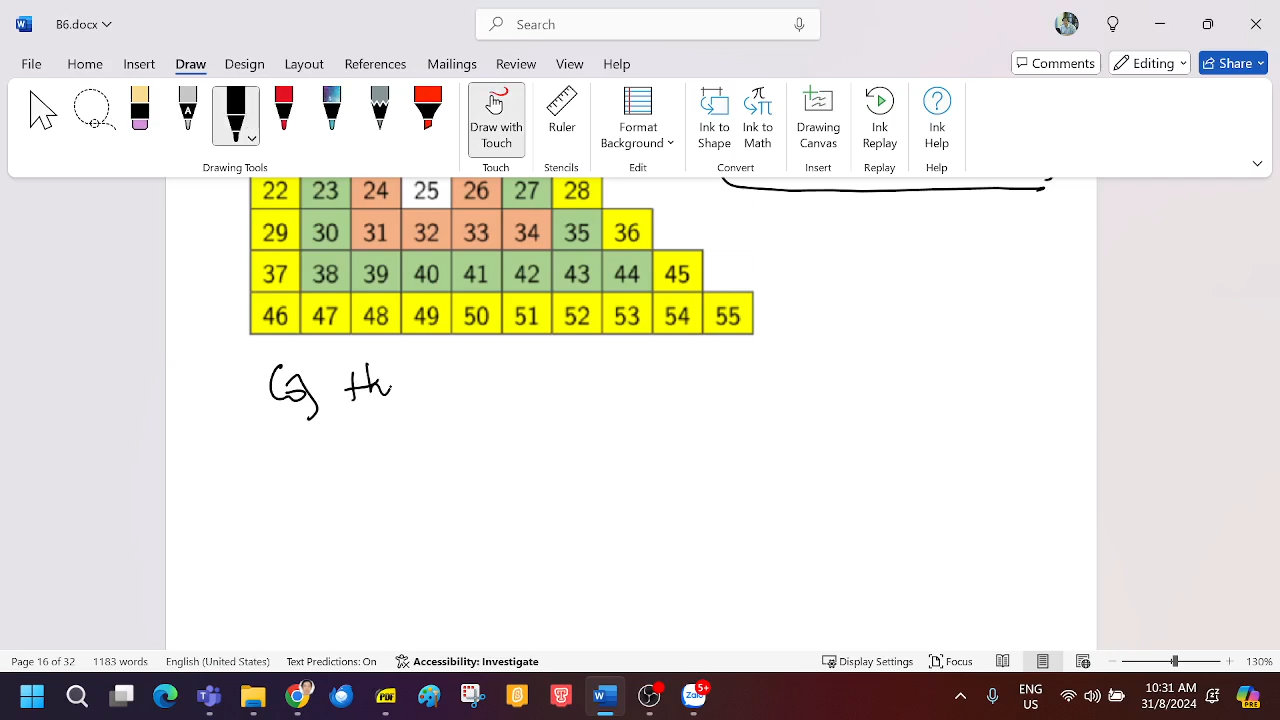 B6.docx
Search
File Home Insert Draw Design Layout References Mailings Review View Help Comments Editing Share
Draw with Touch
Ruler
Format Background
Ink to Shape
Ink to Math
Drawing Canvas
Ink Replay
Ink Help
Drawing Tools Touch Stencils Edit Convert Insert Replay Help
22 23 24 25 26 27 28
29 30 31 32 33 34 35 36
37 38 39 40 41 42 43 44 45
46 47 48 49 50 51 52 53 54 55
Page 16 of 32 1183 words English (United States) Text Predictions: On Accessibility: Investigate Display Settings Focus 130%
PDF 5+ Zalo ENG US 10:31 AM 31/8/2024 PRE